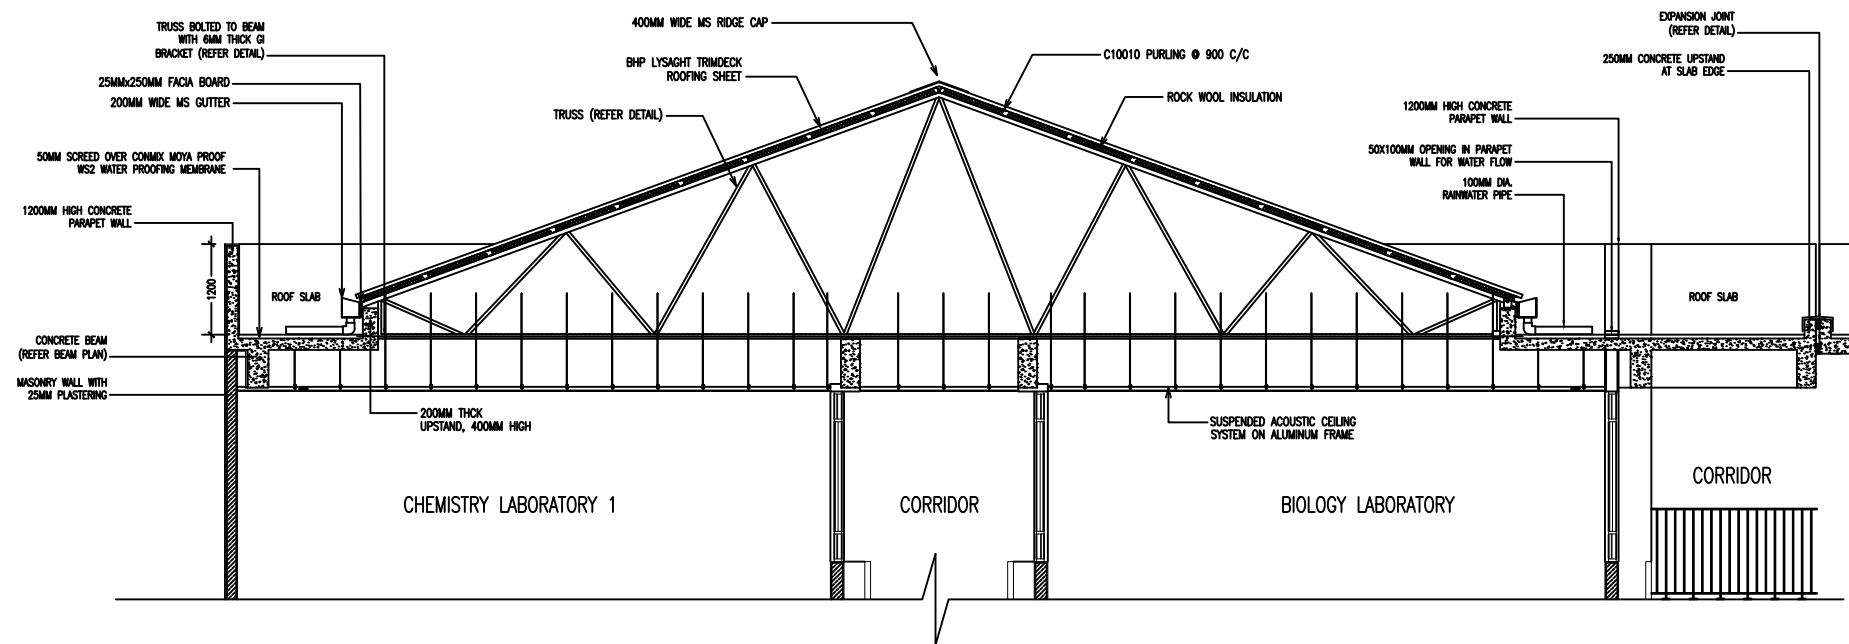 TRUSS BOLTED TO BEAM
WITH 6MM THICK GI
BRACKET (REFER DETAIL)
25MMx250MM FACIA BOARD
200MM WIDE MS GUTTER
50MM SCREED OVER CONMIX MOYA PROOF
WS2 WATER PROOFING MEMBRANE
1200MM HIGH CONCRETE
PARAPET WALL
1200
ROOF SLAB
CONCRETE BEAM
(REFER BEAM PLAN)
MASONRY WALL WITH
25MM PLASTERING
400MM WIDE MS RIDGE CAP
BHP LYSAGHT TRIMDECK
ROOFING SHEET
TRUSS (REFER DETAIL)
C10010 PURLING @ 900 C/C
ROCK WOOL INSULATION
EXPANSION JOINT
(REFER DETAIL)
250MM CONCRETE UPSTAND
AT SLAB EDGE
1200MM HIGH CONCRETE
PARAPET WALL
50X100MM OPENING IN PARAPET
WALL FOR WATER FLOW
100MM DIA.
RAINWATER PIPE
ROOF SLAB
200MM THCK
UPSTAND, 400MM HIGH
SUSPENDED ACOUSTIC CEILING
SYSTEM ON ALUMINUM FRAME
CHEMISTRY LABORATORY 1
CORRIDOR
BIOLOGY LABORATORY
CORRIDOR